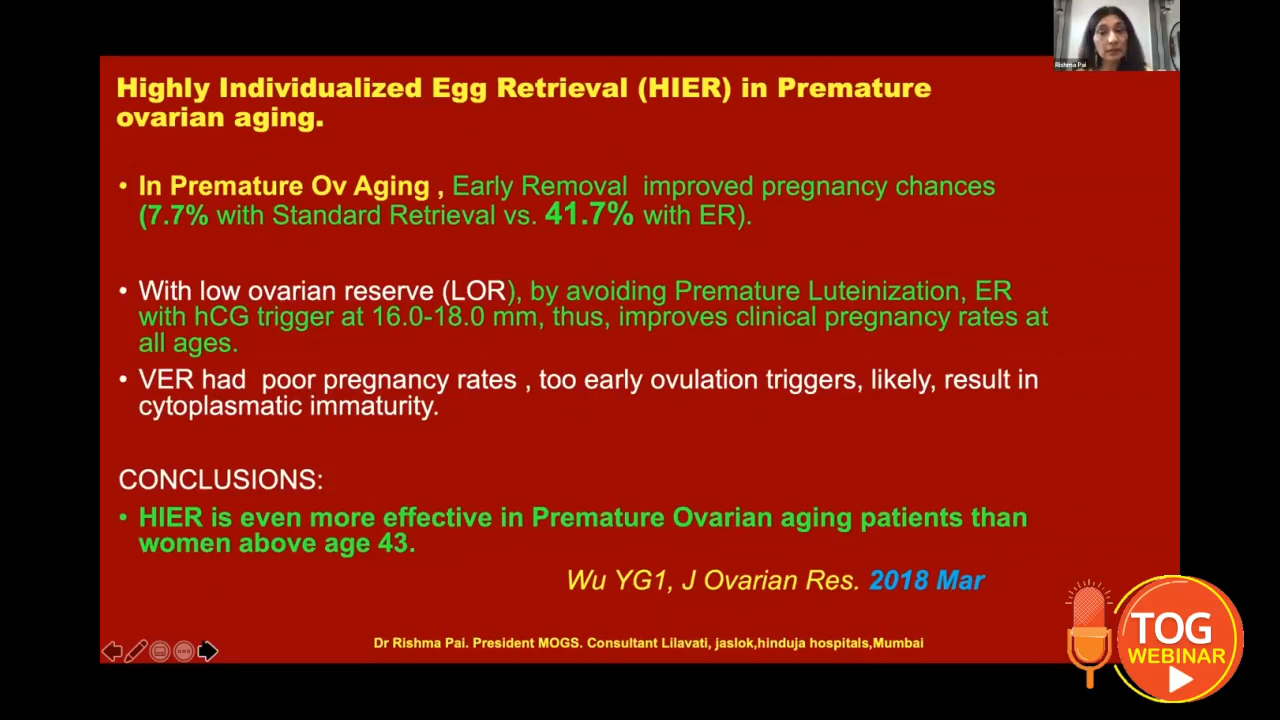 Rishma Pai
Highly Individualized Egg Retrieval (HIER) in Premature
ovarian aging.
• In Premature Ov Aging , Early Removal improved pregnancy chances
(7.7% with Standard Retrieval vs. 41.7% with ER).
• With low ovarian reserve (LOR), by avoiding Premature Luteinization, ER
with hCG trigger at 16.0-18.0 mm, thus, improves clinical pregnancy rates at
all ages.
• VER had poor pregnancy rates , too early ovulation triggers, likely, result in
cytoplasmatic immaturity.
CONCLUSIONS:
• HIER is even more effective in Premature Ovarian aging patients than
women above age 43.
Wu YG1, J Ovarian Res. 2018 Mar
Dr Rishma Pai. President MOGS. Consultant Lilavati, jaslok,hinduja hospitals,Mumbai
TOG
WEBINAR